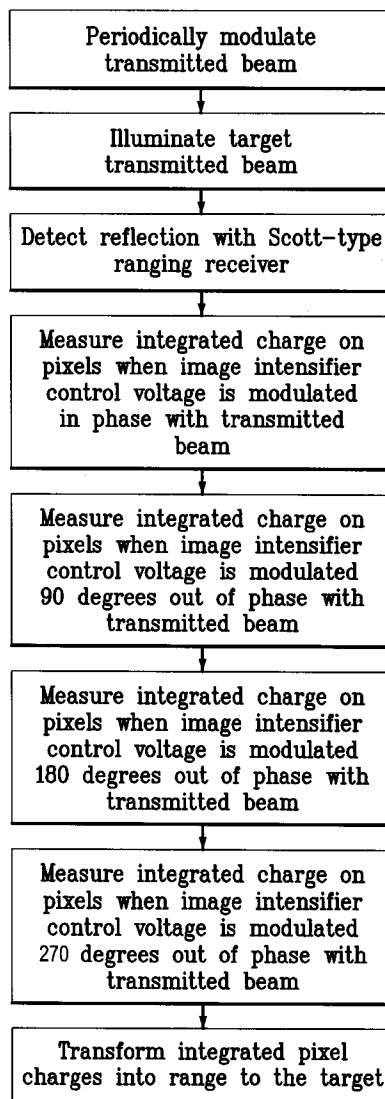 Periodically modulate
transmitted beam
Illuminate target
transmitted beam
Detect reflection with Scott-type
ranging receiver
Measure integrated charge on
pixels when image intensifier
control voltage is modulated
in phase with transmitted
beam
Measure integrated charge on
pixels when image intensifier
control voltage is modulated
90 degrees out of phase with
transmitted beam
Measure integrated charge on
pixels when image intensifier
control voltage is modulated
180 degrees out of phase with
transmitted beam
Measure integrated charge on
pixels when image intensifier
control voltage is modulated
270 degrees out of phase with
transmitted beam
Transform integrated pixel
charges into range to the target